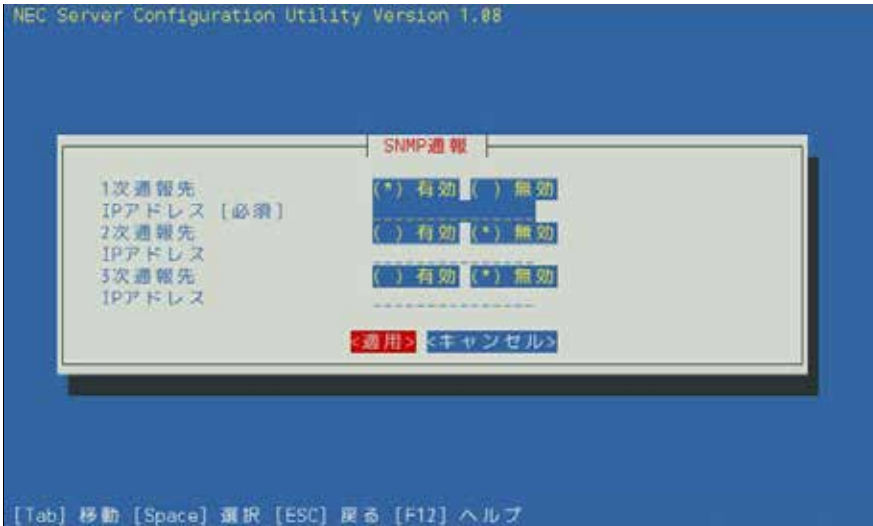 NEC Server Configuration Utility Version 1.08
SNMP通報
1次通報先 (*) 有効 ( ) 無効
IPアドレス [必須]
2次通報先 ( ) 有効 (*) 無効
IPアドレス
3次通報先 ( ) 有効 (*) 無効
IPアドレス
<適用> <キャンセル>
[Tab] 移動 [Space] 選択 [ESC] 戻る [F12] ヘルプ